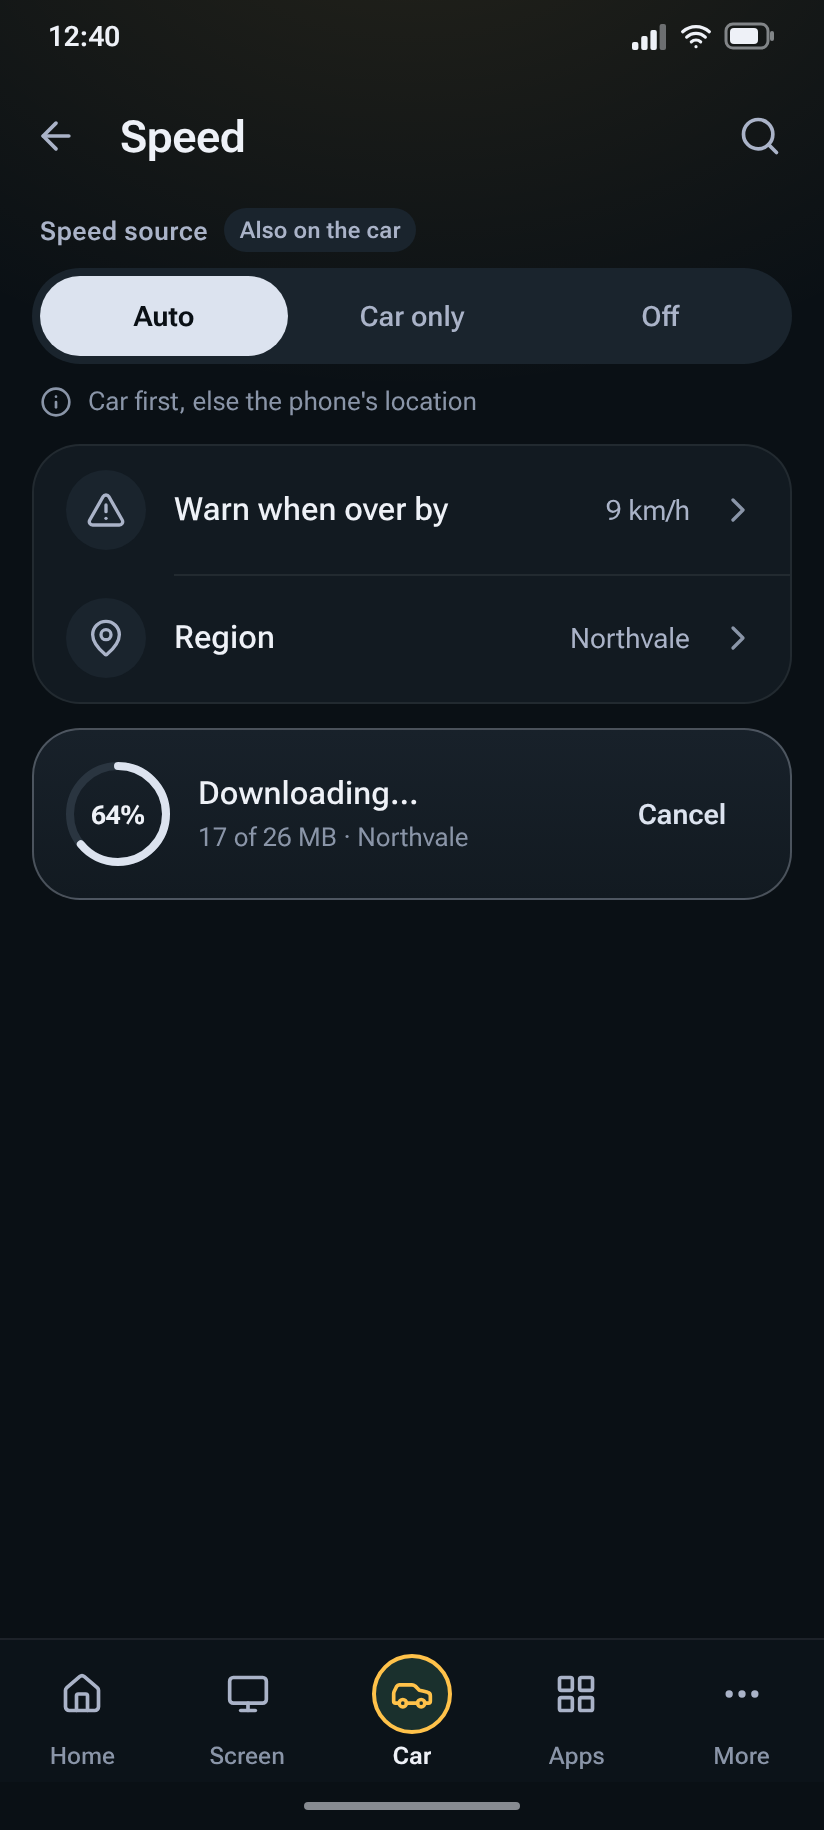 12:40
Speed
Speed source
Also on the car
Auto
Car only
Off
Car first, else the phone's location
Warn when over by
9 km/h
Region
Northvale
64%
Downloading...
17 of 26 MB · Northvale
Cancel
Home
Screen
Car
Apps
More